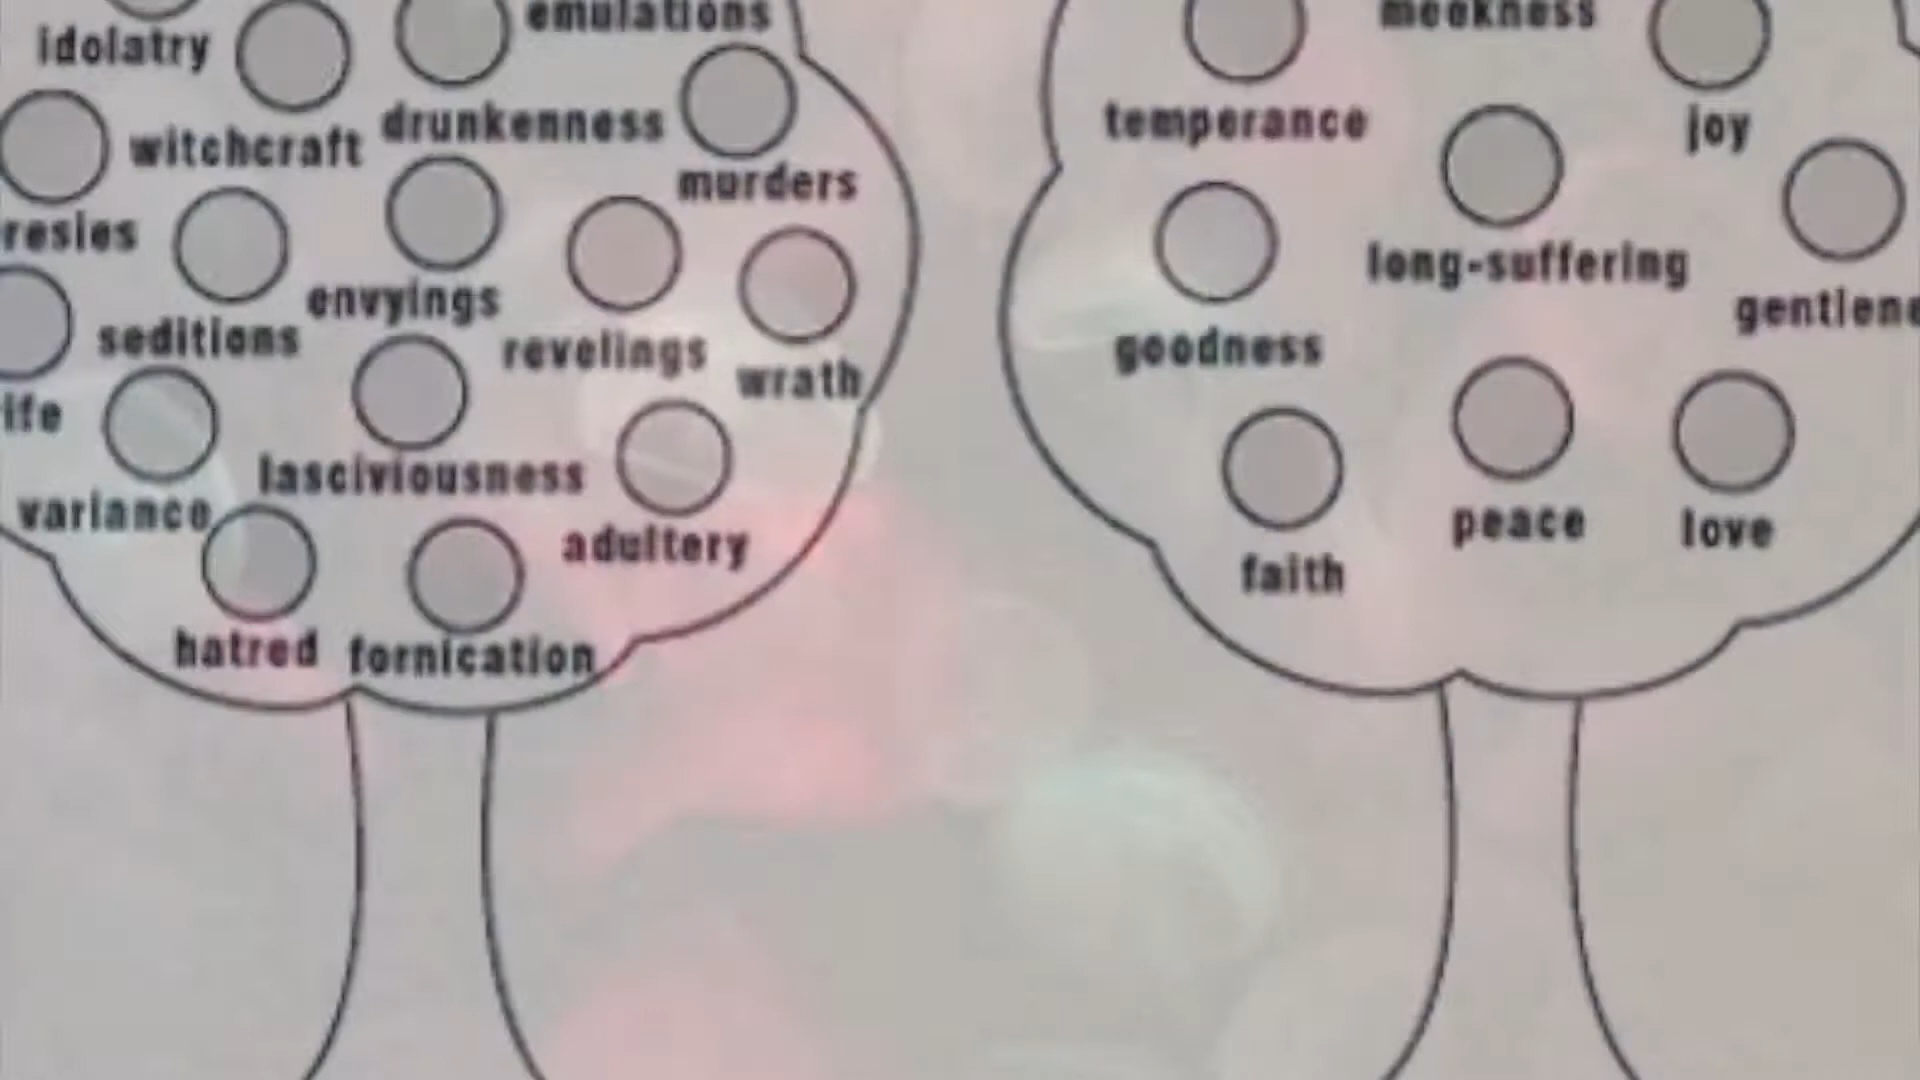 emulations
idolatry
drunkenness
witchcraft
murders
resies
envyings
seditions
revelings
wrath
ife
lasciviousness
variance
adultery
hatred
fornication
meekness
temperance
joy
long-suffering
gentlene
goodness
peace
love
faith